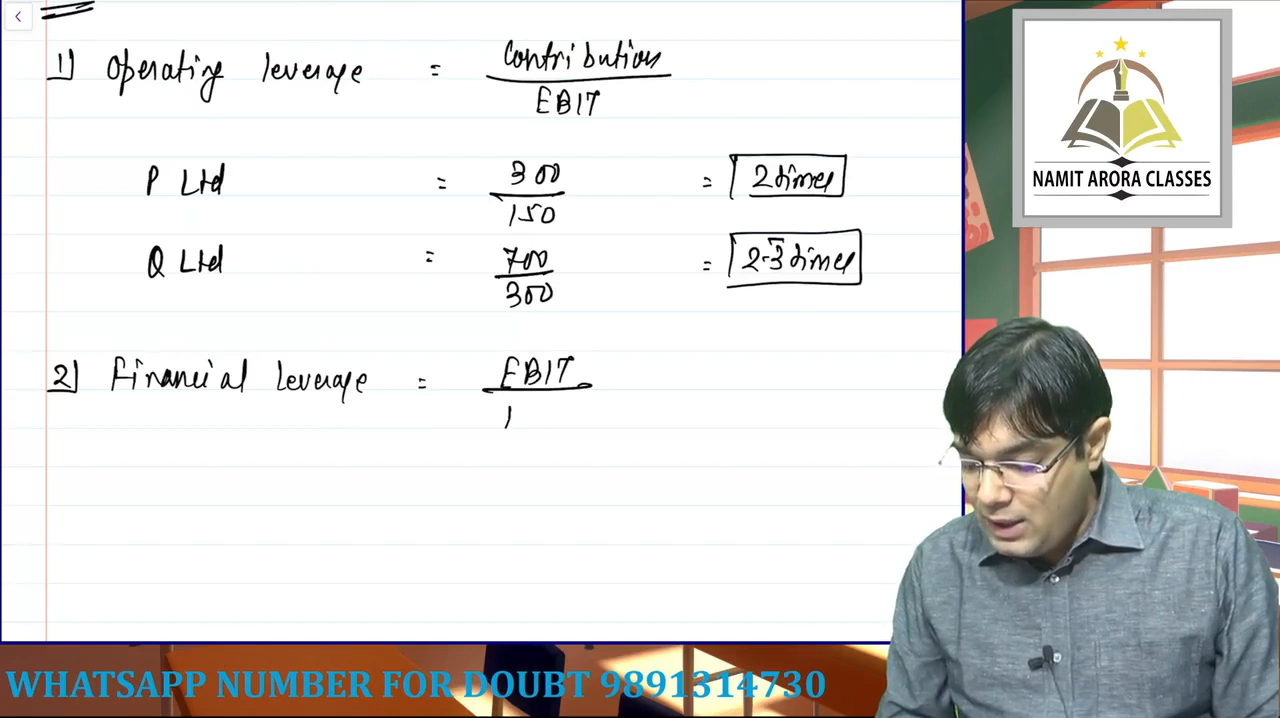 1) Operating leverage = Contribution
EBIT
P Ltd = 300 = 2 times
150
Q Ltd = 700 = 2.3 times
300
2) Financial leverage = EBIT
NAMIT ARORA CLASSES
WHATSAPP NUMBER FOR DOUBT 9891314730